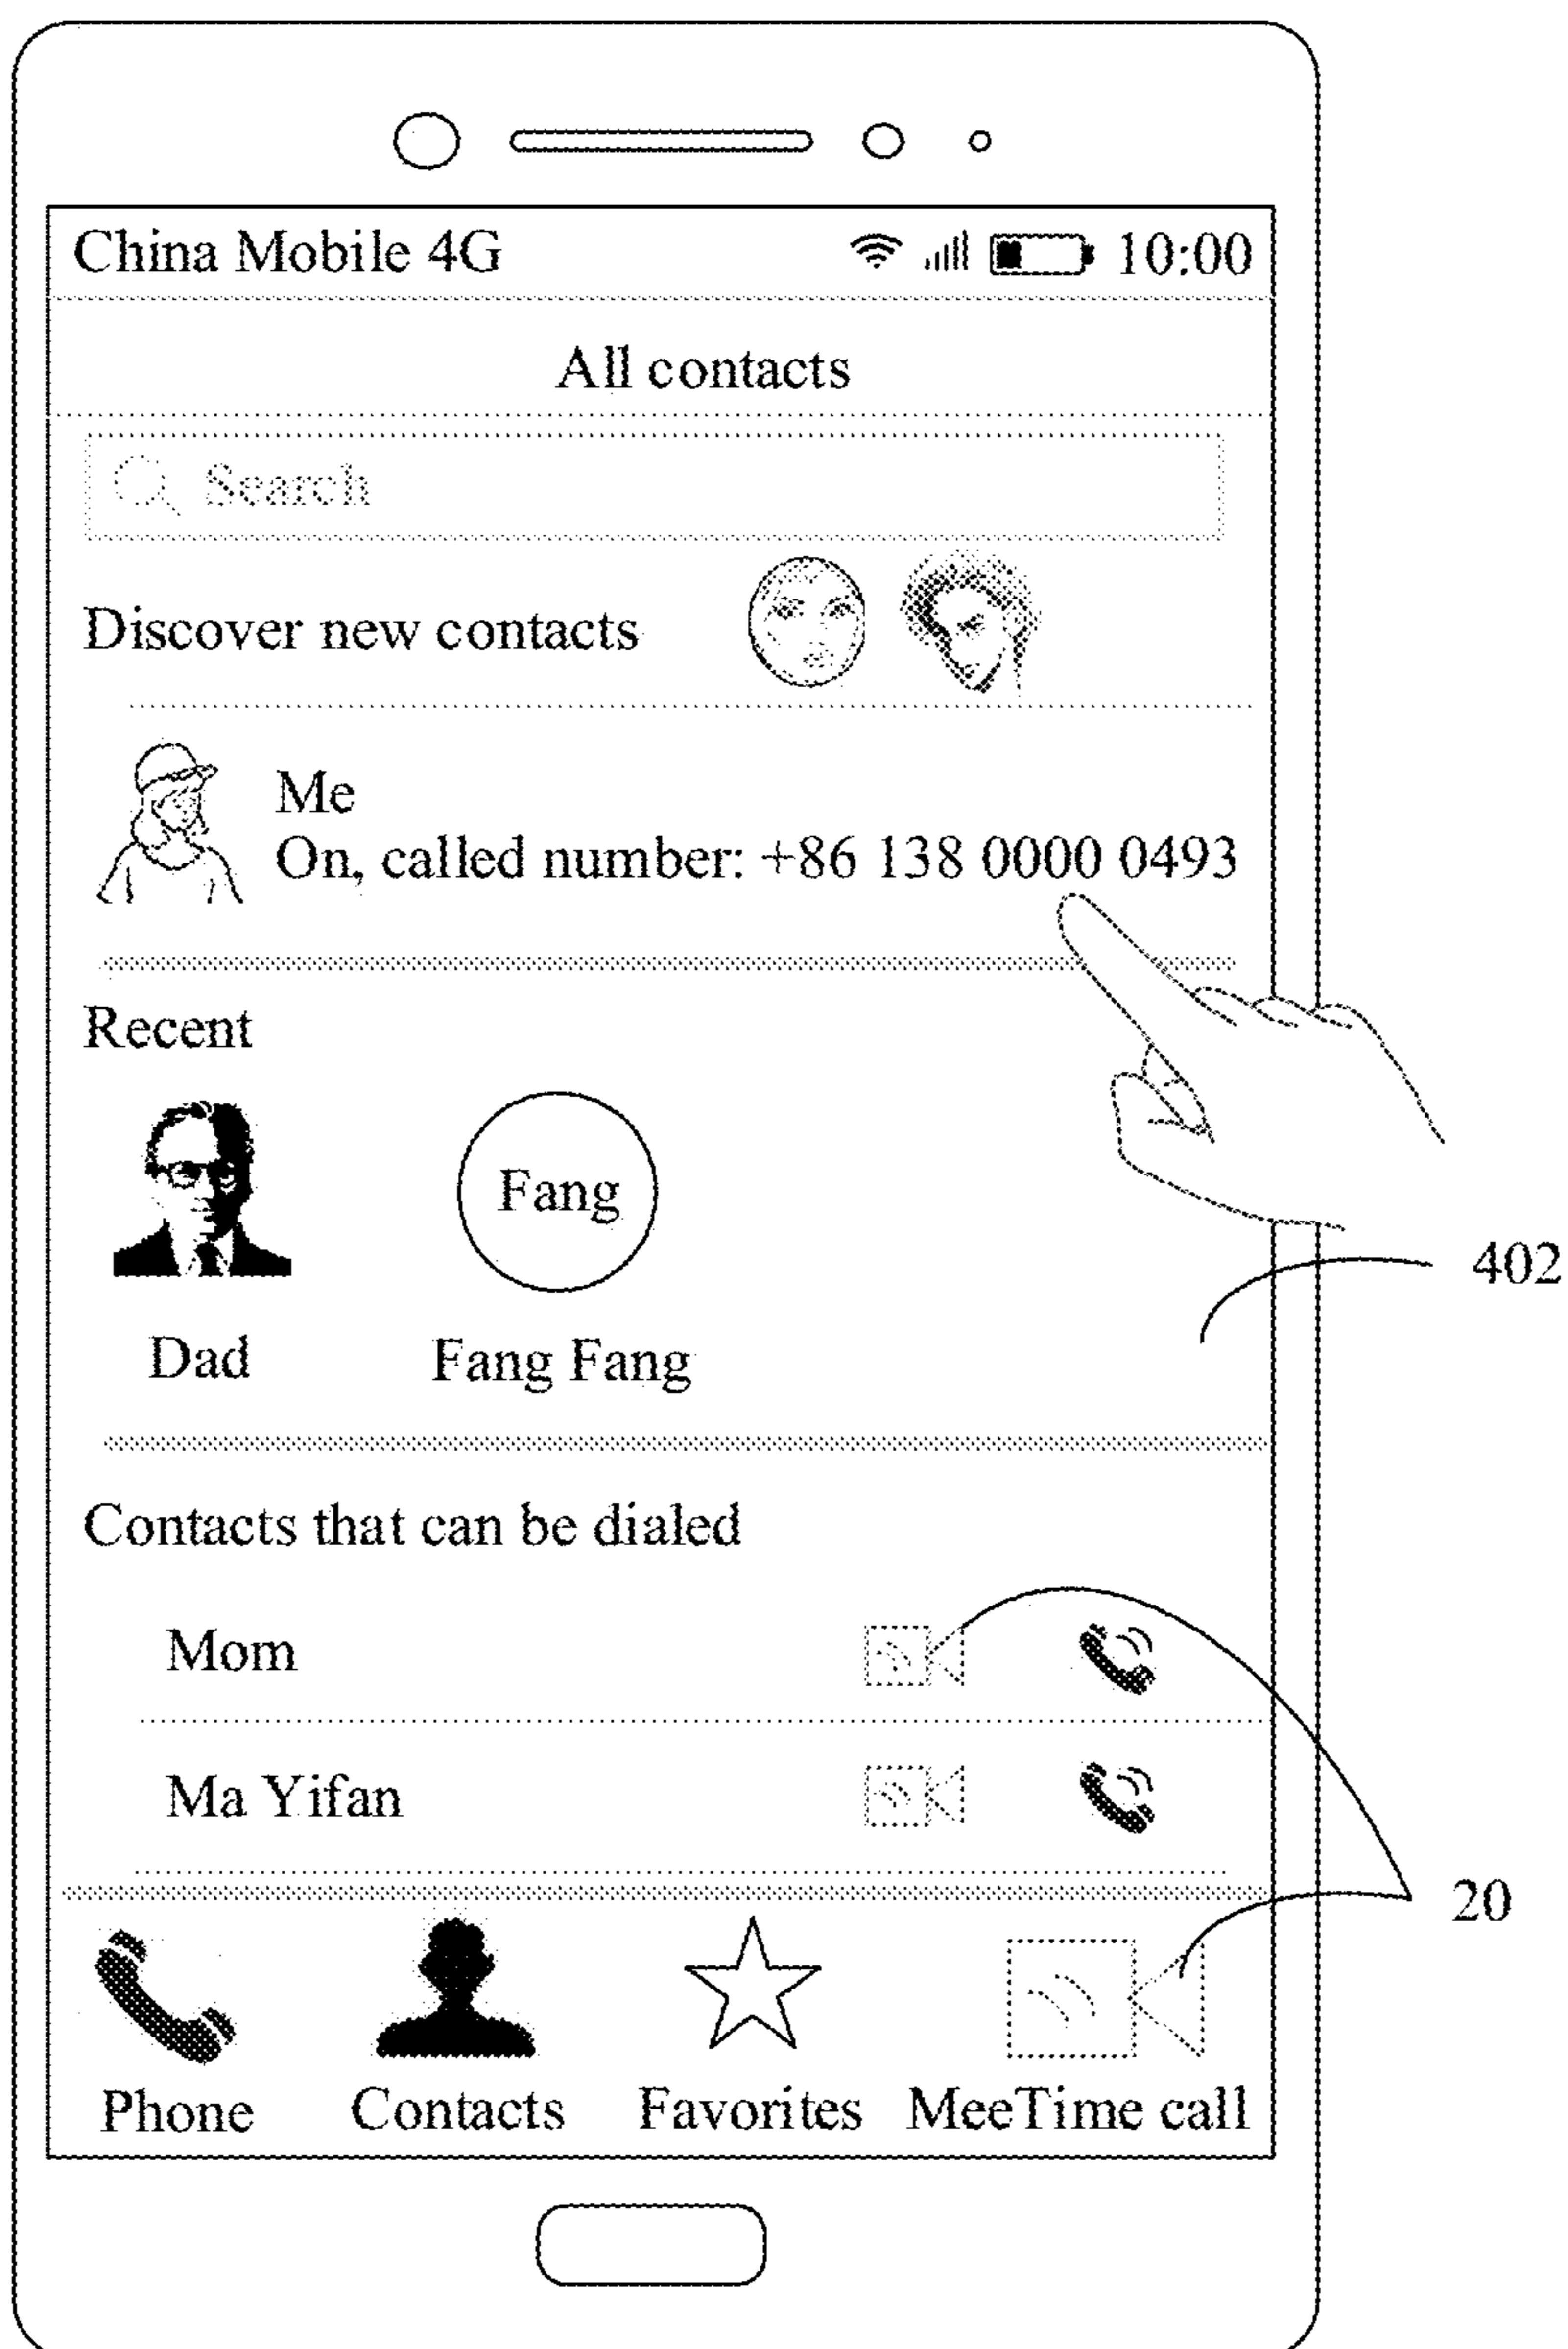 China Mobile 4G 10:00
All contacts
Search
Discover new contacts
Me
On, called number: +86 138 0000 0493
Recent
Fang
402
Dad Fang Fang
Contacts that can be dialed
Mom
Ma Yifan
20
Phone Contacts Favorites MeeTime call